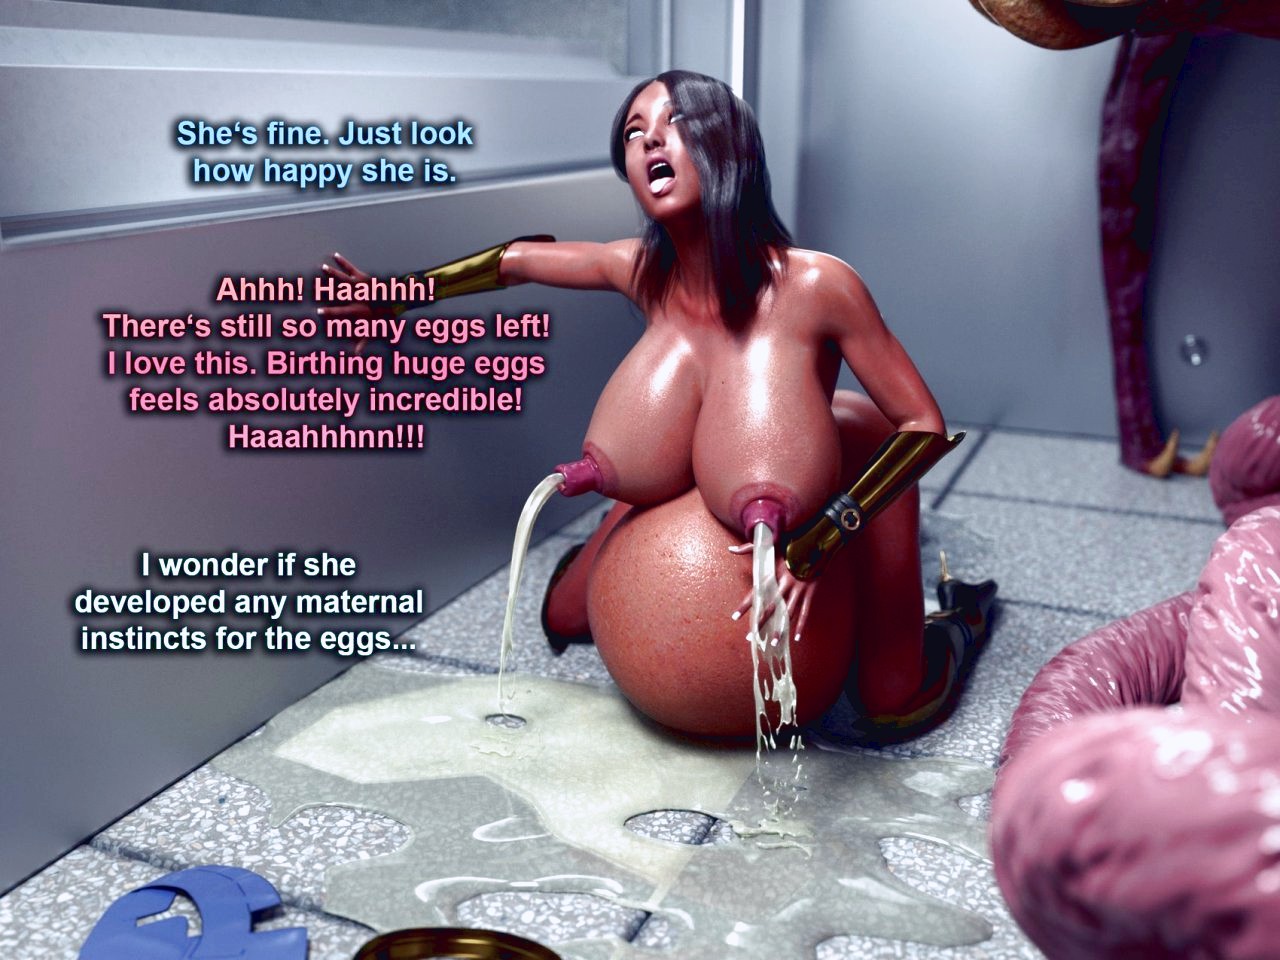 She‘s fine. Just look
how happy she is.
Ahhh! Haahhh!
There‘s still so many eggs left!
I love this. Birthing huge eggs
feels absolutely incredible!
Haaahhhnn!!!
I wonder if she
developed any maternal
instincts for the eggs...